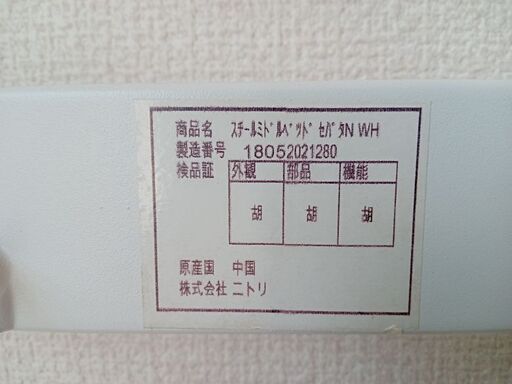 商品名 ｽﾁｰﾙﾐﾄﾞﾙﾍﾞﾂﾄﾞ ｾﾊﾞﾀN WH
製造番号 18052021280
検品証 外観 部品 機能
胡 胡 胡
原産国 中国
株式会社 ニトリ